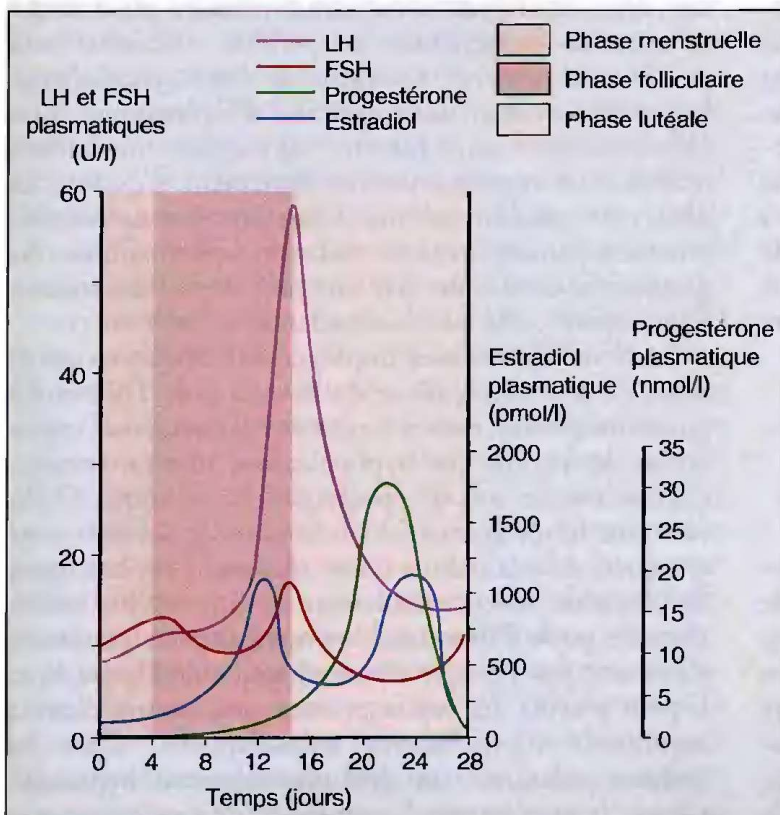 LH
FSH
Progestérone
Estradiol
Phase menstruelle
Phase folliculaire
Phase lutéale
LH et FSH
plasmatiques
(U/l)
60
40
20
0
Estradiol
plasmatique
(pmol/l)
2000
1500
1000
500
0
Progestérone
plasmatique
(nmol/l)
35
30
25
20
15
10
5
0
0 4 8 12 16 20 24 28
Temps (jours)